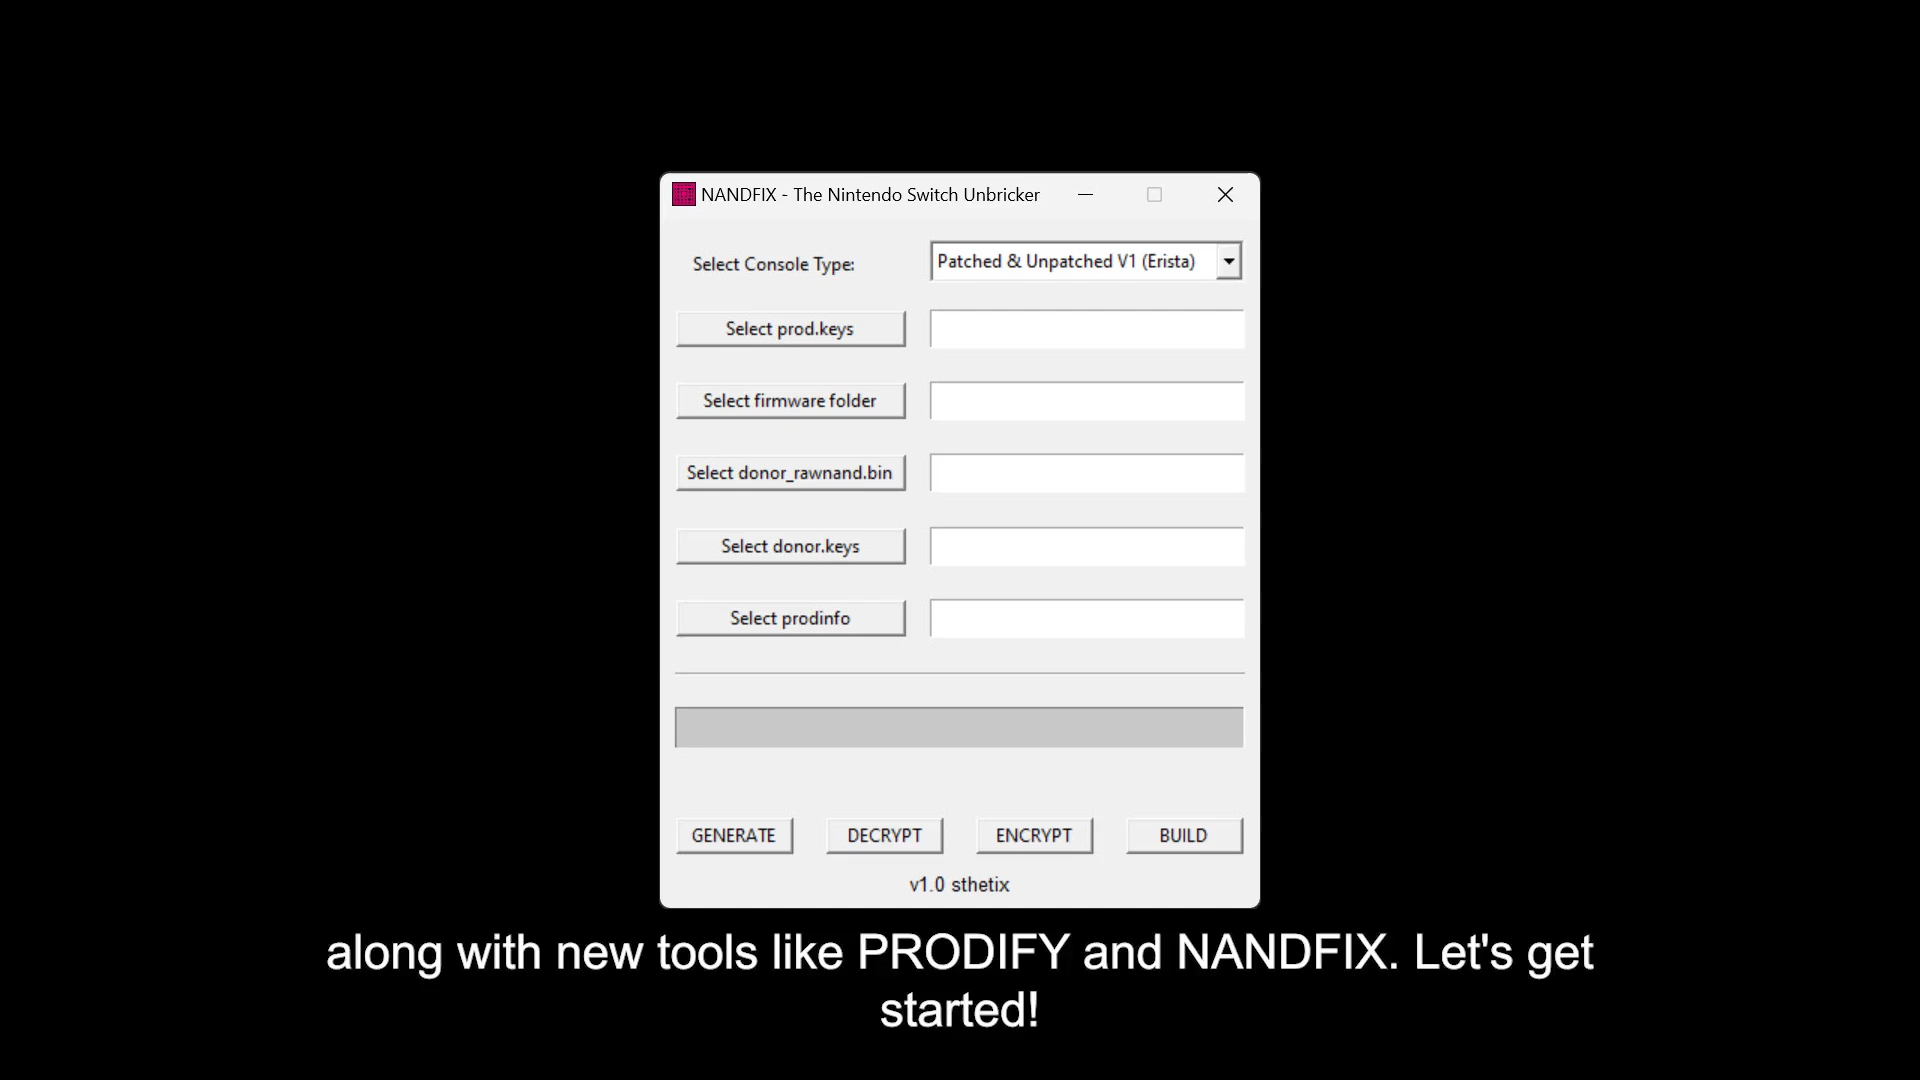 NANDFIX - The Nintendo Switch Unbricker
Select Console Type:
Patched & Unpatched V1 (Erista)
Select prod.keys
Select firmware folder
Select donor_rawnand.bin
Select donor.keys
Select prodinfo
GENERATE
DECRYPT
ENCRYPT
BUILD
v1.0 sthetix
along with new tools like PRODIFY and NANDFIX. Let's get
started!